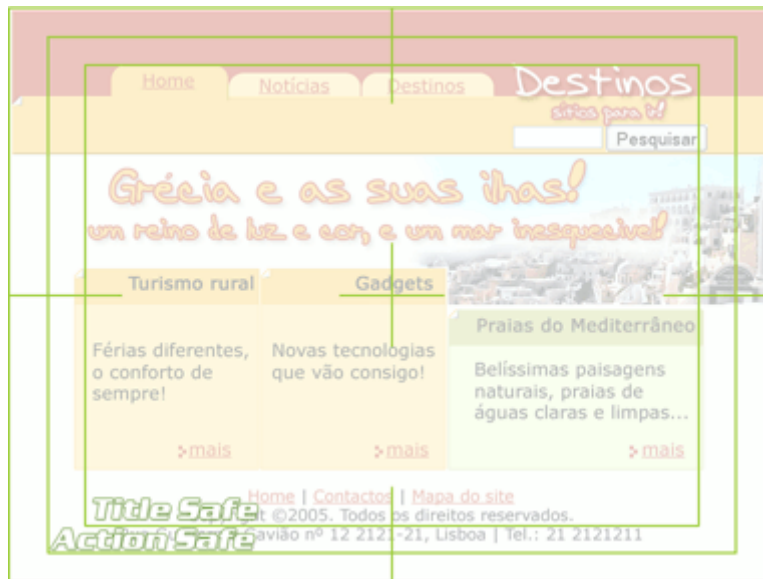 Home
Notícias
Destinos
Destinos
sítios para ir!
Pesquisar
Grécia e as suas ilhas!
um reino de luz e cor, e um mar inesquecível!
Turismo rural
Gadgets
Férias diferentes,
o conforto de
sempre!
mais
Novas tecnologias
que vão consigo!
mais
Praias do Mediterrâneo
Belíssimas paisagens
naturais, praias de
águas claras e limpas...
mais
Home | Contactos | Mapa do site
Title Safe
©2005. Todos os direitos reservados.
Action Safe
Gavião nº 12 2121-21, Lisboa | Tel.: 21 2121211